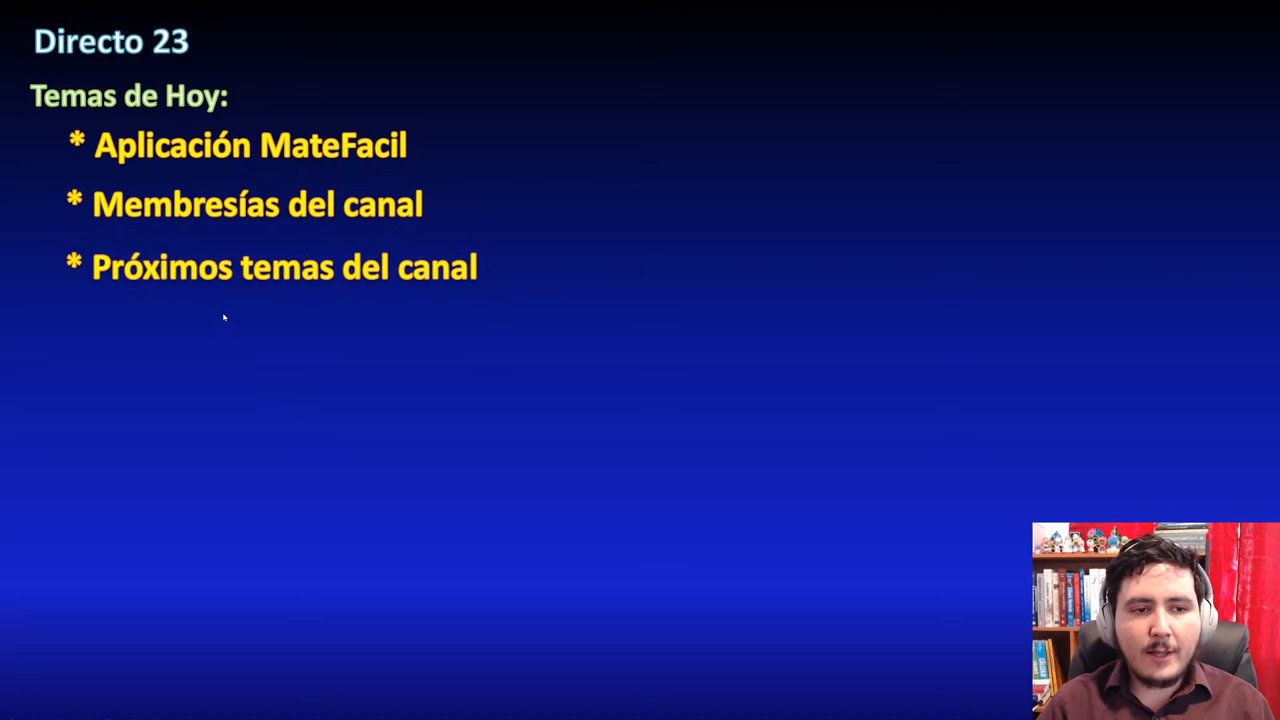 Directo 23
Temas de Hoy:
* Aplicación MateFacil
* Membresías del canal
* Próximos temas del canal